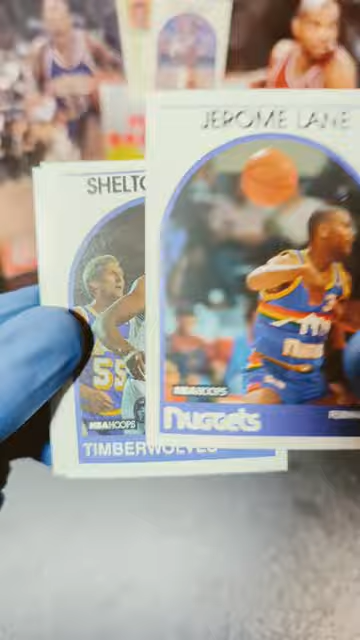 JEROME LANE
SHELTO
55
NBA HOOPS
NBA HOOPS
Nuggets
TIMBERWOLVES